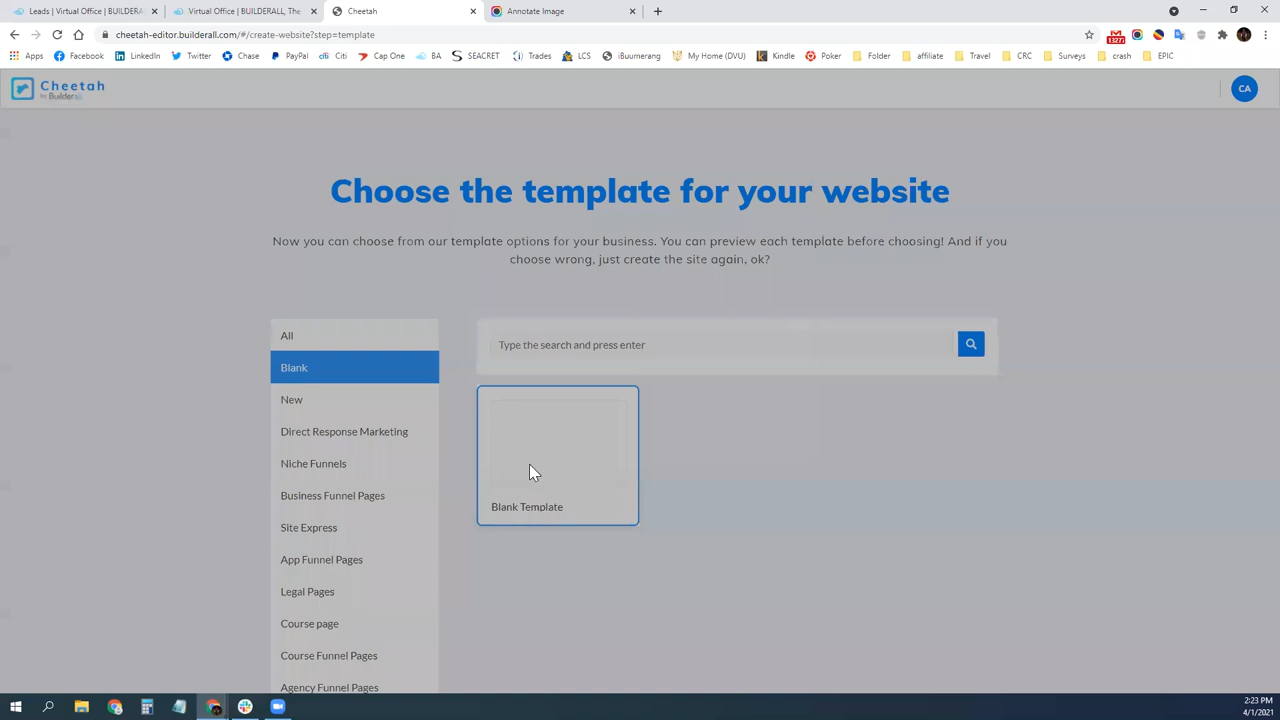 Leads | Virtual Office | BUILDERA
Virtual Office | BUILDERALL, The
Cheetah
Annotate Image
cheetah-editor.builderall.com/#/create-website?step=template
13277
Apps
Facebook
LinkedIn
Twitter
Chase
PayPal
citi Citi
Cap One
BA
SEACRET
Trades
LCS
iBuumerang
My Home (DVU)
Kindle
Poker
Folder
affiliate
Travel
CRC
Surveys
crash
EPIC
Cheetah
by Builderall
CA
Choose the template for your website
Now you can choose from our template options for your business. You can preview each template before choosing! And if you
choose wrong, just create the site again, ok?
All
Blank
New
Direct Response Marketing
Niche Funnels
Business Funnel Pages
Site Express
App Funnel Pages
Legal Pages
Course page
Course Funnel Pages
Agency Funnel Pages
Type the search and press enter
Blank Template
2:23 PM
4/1/2021